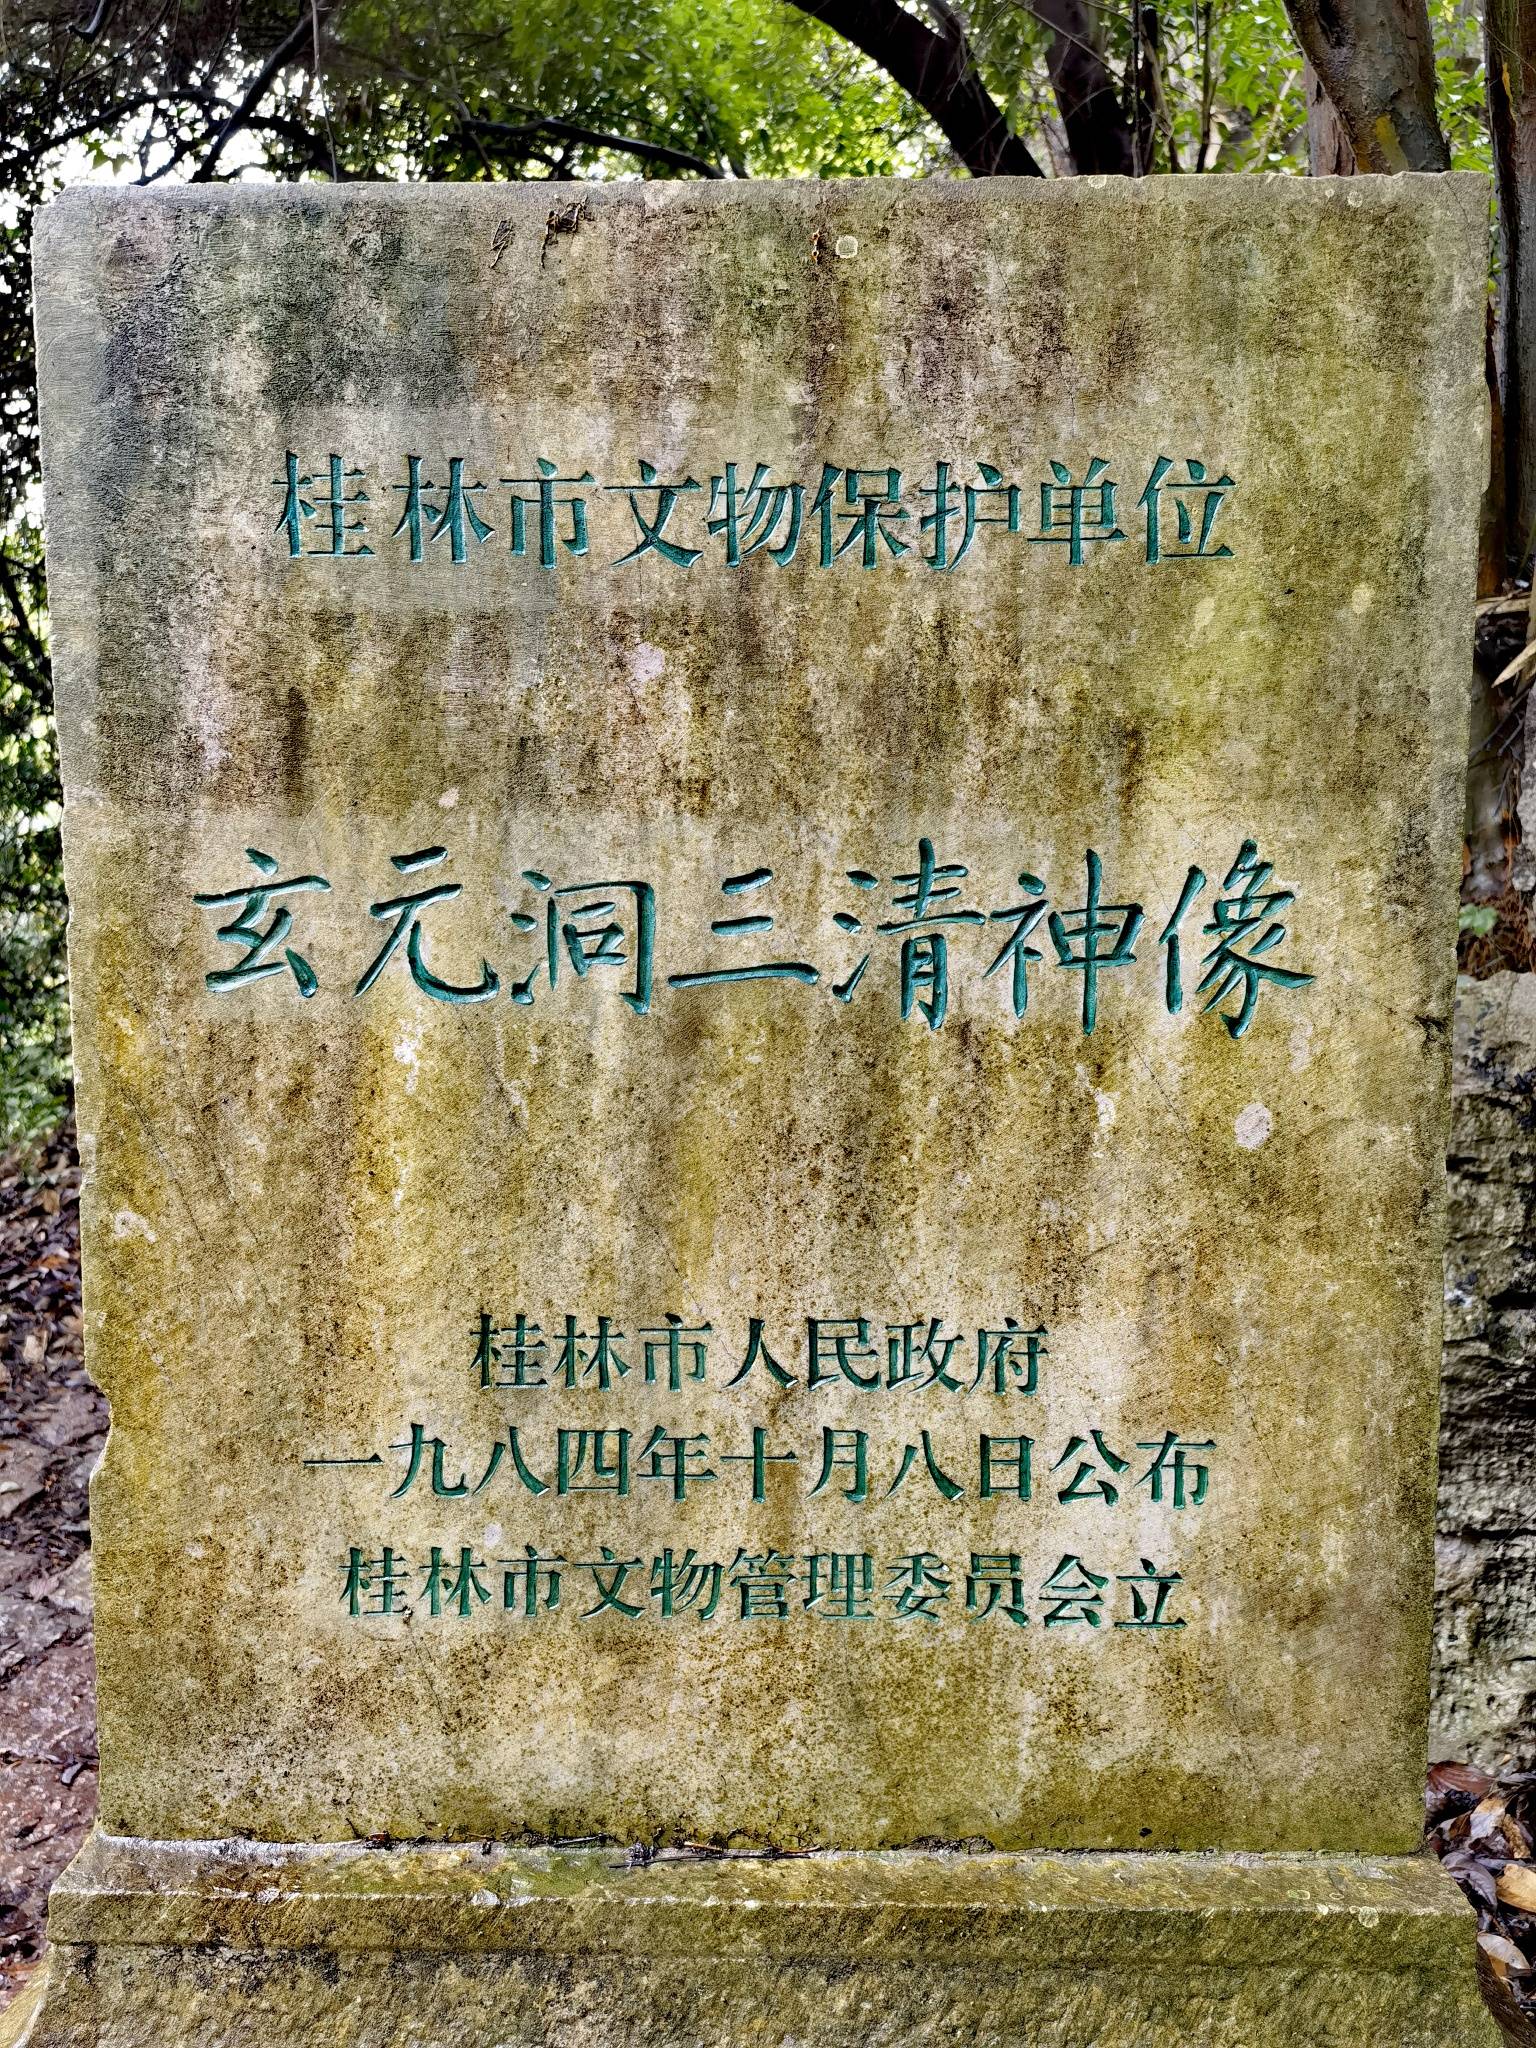 桂林市文物保护单位
玄元洞三清神像
桂林市人民政府
一九八四年十月八日公布
桂林市文物管理委员会立